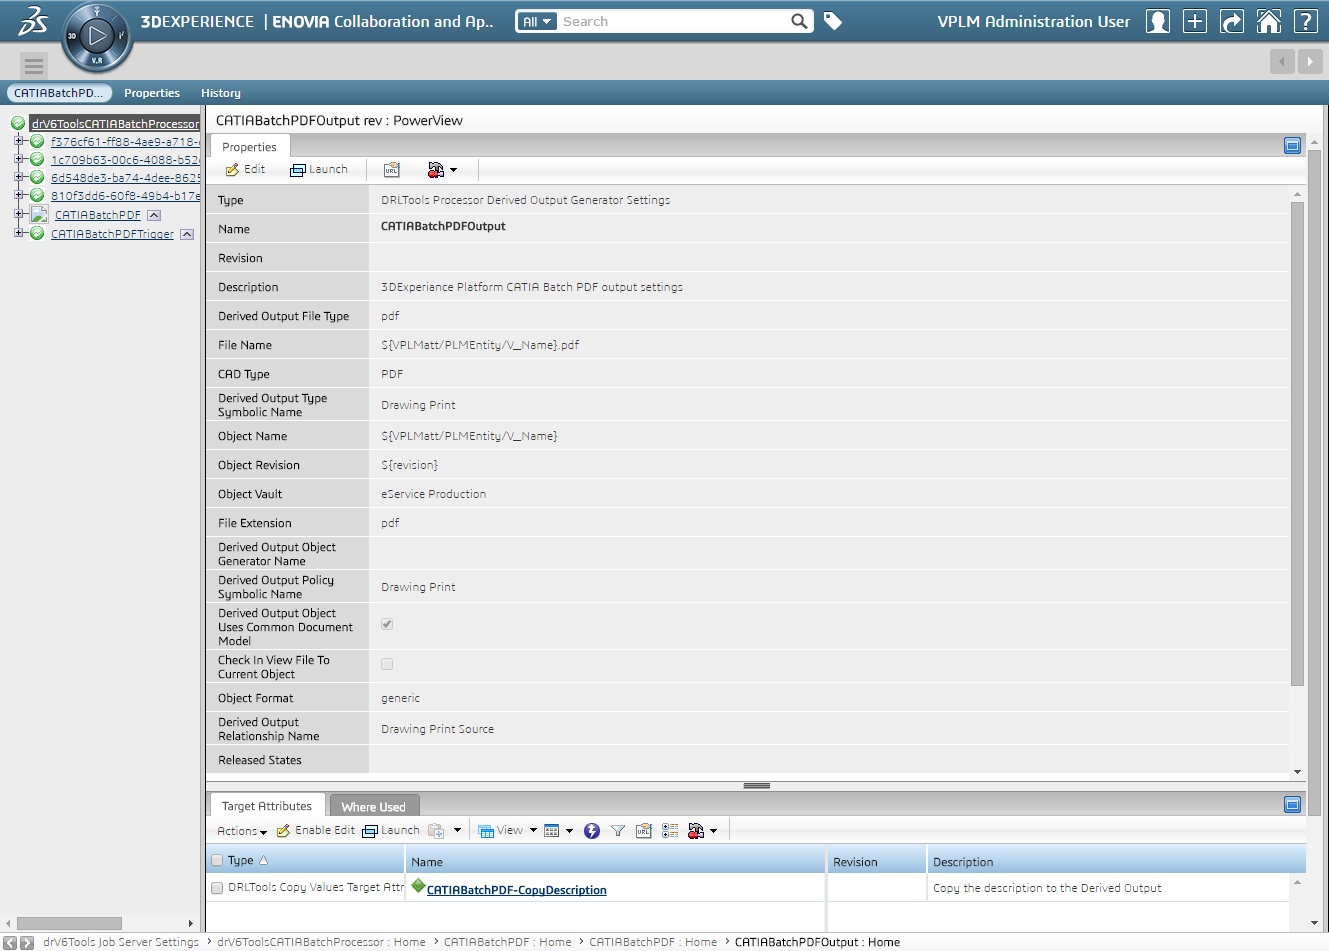 3DEXPERIENCE | ENOVIA Collaboration and Ap.. All Search VPLM Administration User
3D
V.R
CATIABatchPD... Properties History
drV6ToolsCATIABatchProcessor
f376cf61-ff88-4ae9-a718-
1c709b63-00c6-4088-b52
6d548de3-ba74-4dee-8625
810f3dd6-60f8-49b4-b17e
CATIABatchPDF
CATIABatchPDFTrigger
CATIABatchPDFOutput rev : PowerView
Properties
Edit Launch URL
Type DRLTools Processor Derived Output Generator Settings
Name CATIABatchPDFOutput
Revision
Description 3DExperiance Platform CATIA Batch PDF output settings
Derived Output File Type pdf
File Name ${VPLMatt/PLMEntity/V_Name}.pdf
CAD Type PDF
Derived Output Type
Symbolic Name Drawing Print
Object Name ${VPLMatt/PLMEntity/V_Name}
Object Revision ${revision}
Object Vault eService Production
File Extension pdf
Derived Output Object
Generator Name
Derived Output Policy
Symbolic Name Drawing Print
Derived Output Object
Uses Common Document
Model
Check In View File To
Current Object
Object Format generic
Derived Output
Relationship Name Drawing Print Source
Released States
Target Attributes Where Used
Actions Enable Edit Launch View URL
Type Name Revision Description
DRLTools Copy Values Target Attr CATIABatchPDF-CopyDescription Copy the description to the Derived Output
drV6Tools Job Server Settings > drV6ToolsCATIABatchProcessor : Home > CATIABatchPDF : Home > CATIABatchPDF : Home > CATIABatchPDFOutput : Home